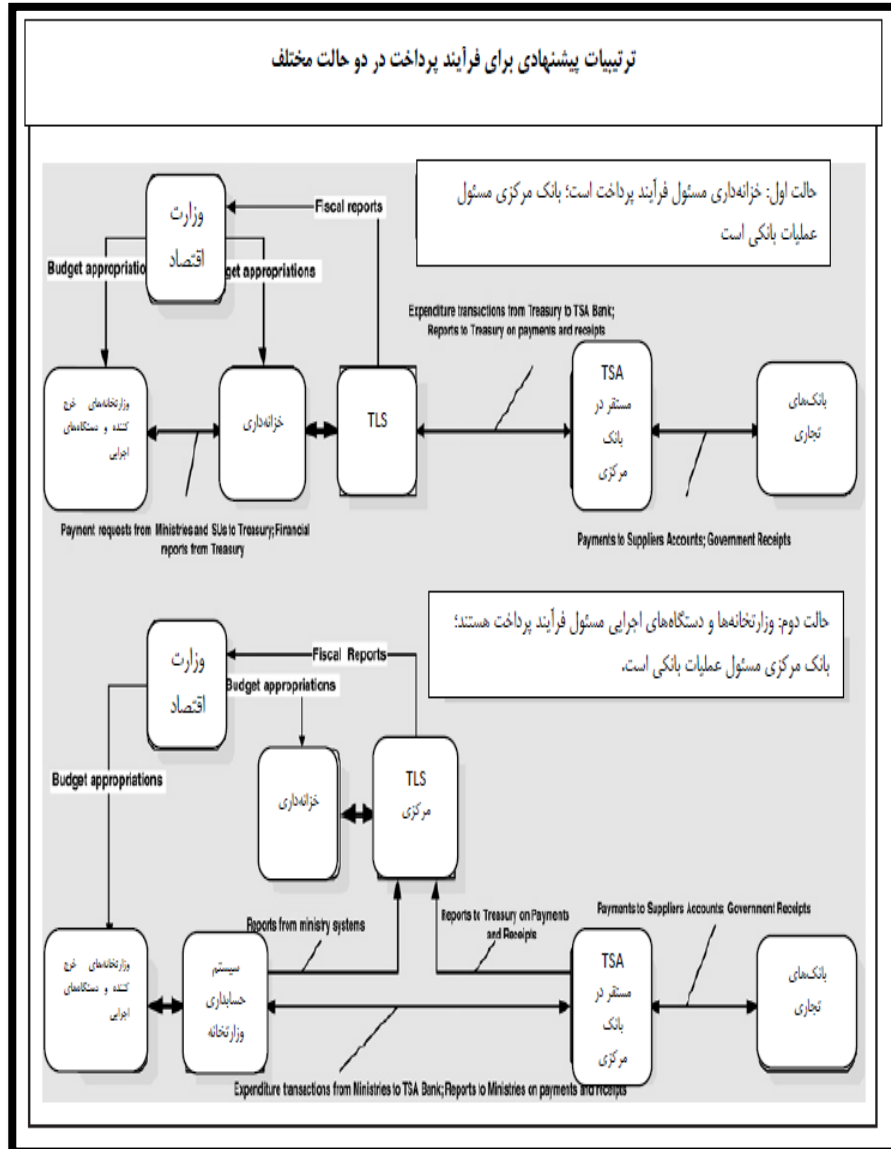 ترتیبات پیشنهادی برای فرآیند پرداخت در دو حالت مختلف
حالت اول: خزانه‌داری مسئول فرآیند پرداخت است؛ بانک مرکزی مسئول
عملیات بانکی است
وزارت
اقتصاد
Fiscal reports
Budget appropriatio
get appropriations
Expenditure transactions from Treasury to TSA Bank;
Reports to Treasury on payments and receipts
وزارتخانه‌های خرج
کننده و دستگاه‌های
اجرایی
خزانه‌داری
TLS
TSA
مستقر در
بانک
مرکزی
بانک‌های
تجاری
Payment requests from Ministries and SUs to Treasury; Financial
reports from Treasury
Payments to Suppliers Accounts; Government Receipts
حالت دوم: وزارتخانه‌ها و دستگاه‌های اجرایی مسئول فرآیند پرداخت هستند؛
بانک مرکزی مسئول عملیات بانکی است.
وزارت
اقتصاد
Fiscal Reports
Budget appropriations
Budget appropriations
خزانه‌داری
TLS
مرکزی
Reports from ministry systems
Reports to Treasury on Payments
and Receipts
Payments to Suppliers Accounts: Government Receipts
وزارتخانه‌های خرج
کننده و دستگاه‌های
اجرایی
سیستم
حسابداری
وزارتخانه
TSA
مستقر در
بانک
مرکزی
بانک‌های
تجاری
Expenditure transactions from Ministries to TSA Bank; Reports to Ministries on payments and receipts